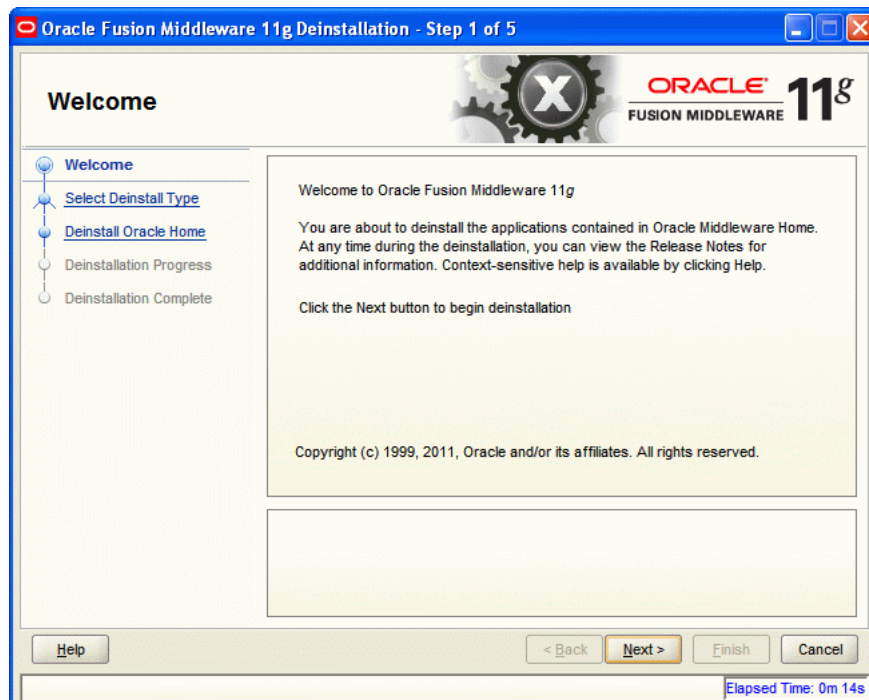 Oracle Fusion Middleware 11g Deinstallation - Step 1 of 5
Welcome
X
ORACLE®
FUSION MIDDLEWARE
11g
Welcome
Select Deinstall Type
Deinstall Oracle Home
Deinstallation Progress
Deinstallation Complete
Welcome to Oracle Fusion Middleware 11g
You are about to deinstall the applications contained in Oracle Middleware Home.
At any time during the deinstallation, you can view the Release Notes for
additional information. Context-sensitive help is available by clicking Help.
Click the Next button to begin deinstallation
Copyright (c) 1999, 2011, Oracle and/or its affiliates. All rights reserved.
Help
< Back
Next >
Finish
Cancel
Elapsed Time: 0m 14s